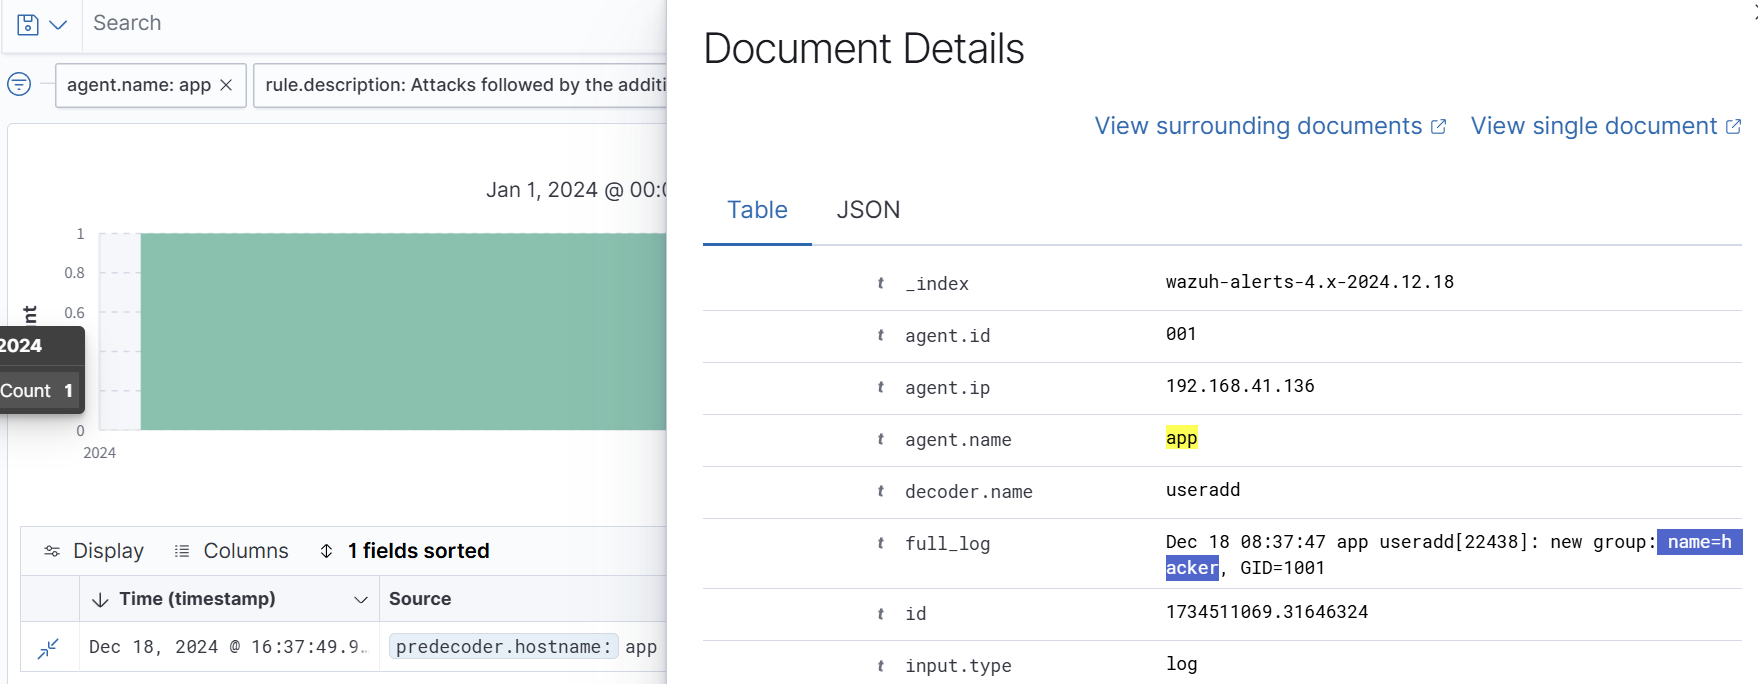 Search
agent.name: app
rule.description: Attacks followed by the additi
Jan 1, 2024 @ 00:0
1
0.8
0.6
nt
2024
Count 1
0
2024
Display
Columns
1 fields sorted
Time (timestamp)
Source
Dec 18, 2024 @ 16:37:49.9…
predecoder.hostname: app
Document Details
View surrounding documents
View single document
Table
JSON
t _index wazuh-alerts-4.x-2024.12.18
t agent.id 001
t agent.ip 192.168.41.136
t agent.name app
t decoder.name useradd
t full_log Dec 18 08:37:47 app useradd[22438]: new group: name=h
acker, GID=1001
t id 1734511069.31646324
t input.type log